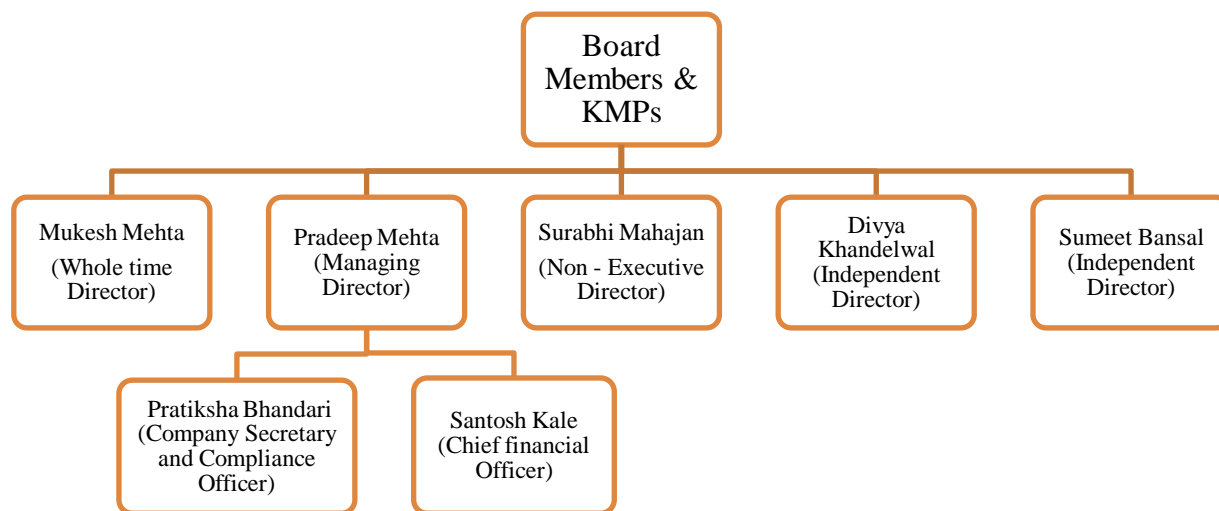 Board
Members &
KMPs
Mukesh Mehta
(Whole time
Director)
Pradeep Mehta
(Managing
Director)
Surabhi Mahajan
(Non - Executive
Director)
Divya
Khandelwal
(Independent
Director)
Sumeet Bansal
(Independent
Director)
Pratiksha Bhandari
(Company Secretary
and Compliance
Officer)
Santosh Kale
(Chief financial
Officer)